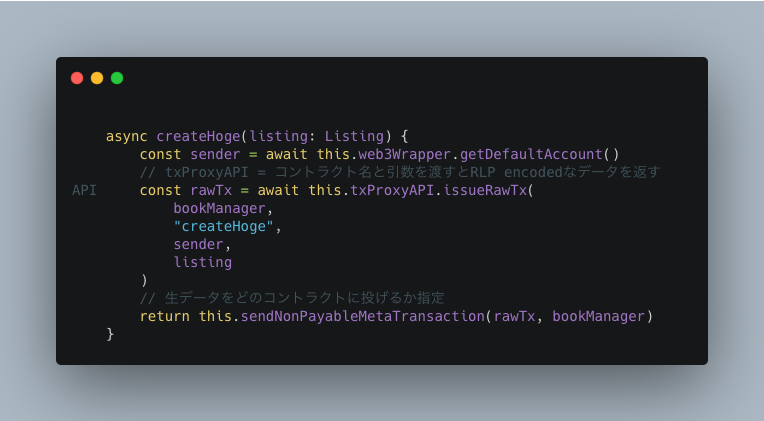 async createHoge(listing: Listing) {
const sender = await this.web3Wrapper.getDefaultAccount()
// txProxyAPI = コントラクト名と引数を渡すとRLP encodedなデータを返す
API
const rawTx = await this.txProxyAPI.issueRawTx(
bookManager,
"createHoge",
sender,
listing
)
// 生データをどのコントラクトに投げるか指定
return this.sendNonPayableMetaTransaction(rawTx, bookManager)
}